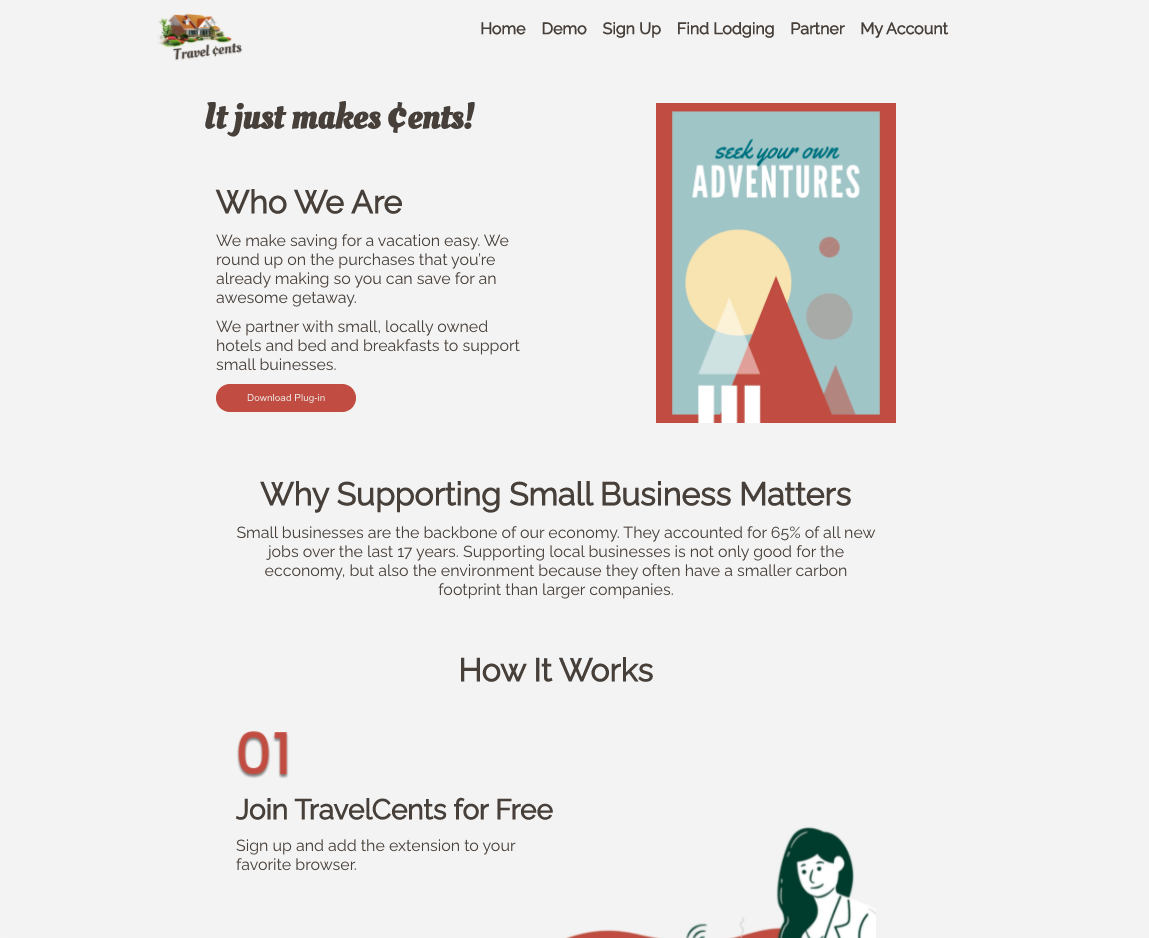 Travel ¢ents
Home Demo Sign Up Find Lodging Partner My Account
It just makes ¢ents!
seek your own
ADVENTURES
Who We Are
We make saving for a vacation easy. We
round up on the purchases that you're
already making so you can save for an
awesome getaway.
We partner with small, locally owned
hotels and bed and breakfasts to support
small buinesses.
Download Plug-in
Why Supporting Small Business Matters
Small businesses are the backbone of our economy. They accounted for 65% of all new
jobs over the last 17 years. Supporting local businesses is not only good for the
ecconomy, but also the environment because they often have a smaller carbon
footprint than larger companies.
How It Works
01
Join TravelCents for Free
Sign up and add the extension to your
favorite browser.